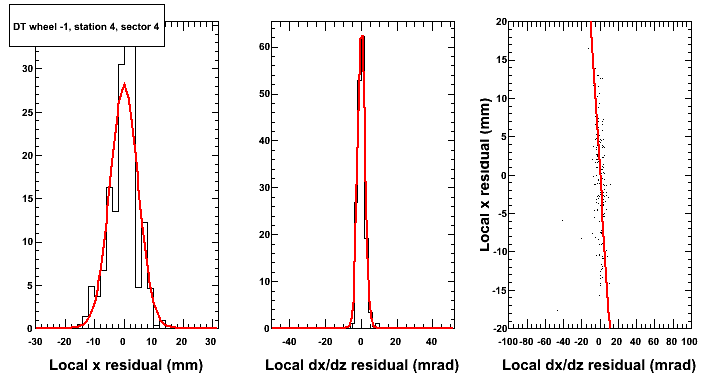 DT wheel -1, station 4, sector 4
30
25
20
15
10
5
0
-30 -20 -10 0 10 20 30
Local x residual (mm)
60
50
40
30
20
10
0
-40 -20 0 20 40
Local dx/dz residual (mrad)
Local x residual (mm)
20
15
10
5
0
-5
-10
-15
-20
-100 -80 -60 -40 -20 0 20 40 60 80 100
Local dx/dz residual (mrad)